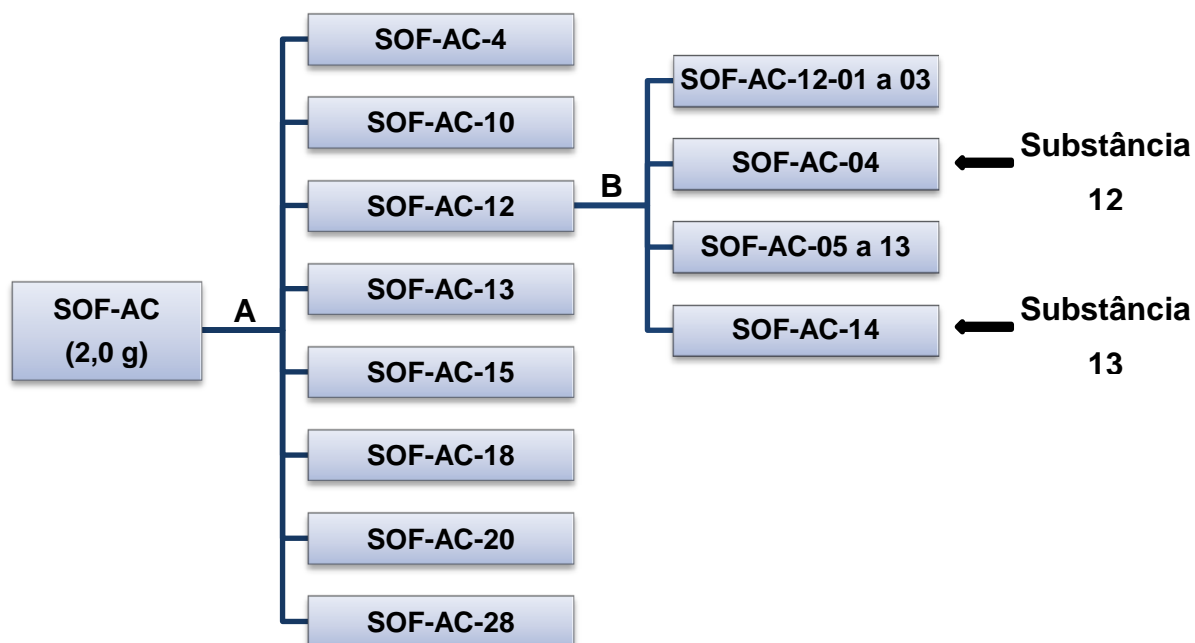 SOF-AC
(2,0 g)
A
SOF-AC-4
SOF-AC-10
SOF-AC-12
SOF-AC-13
SOF-AC-15
SOF-AC-18
SOF-AC-20
SOF-AC-28
B
SOF-AC-12-01 a 03
SOF-AC-04
SOF-AC-05 a 13
SOF-AC-14
Substância
12
Substância
13